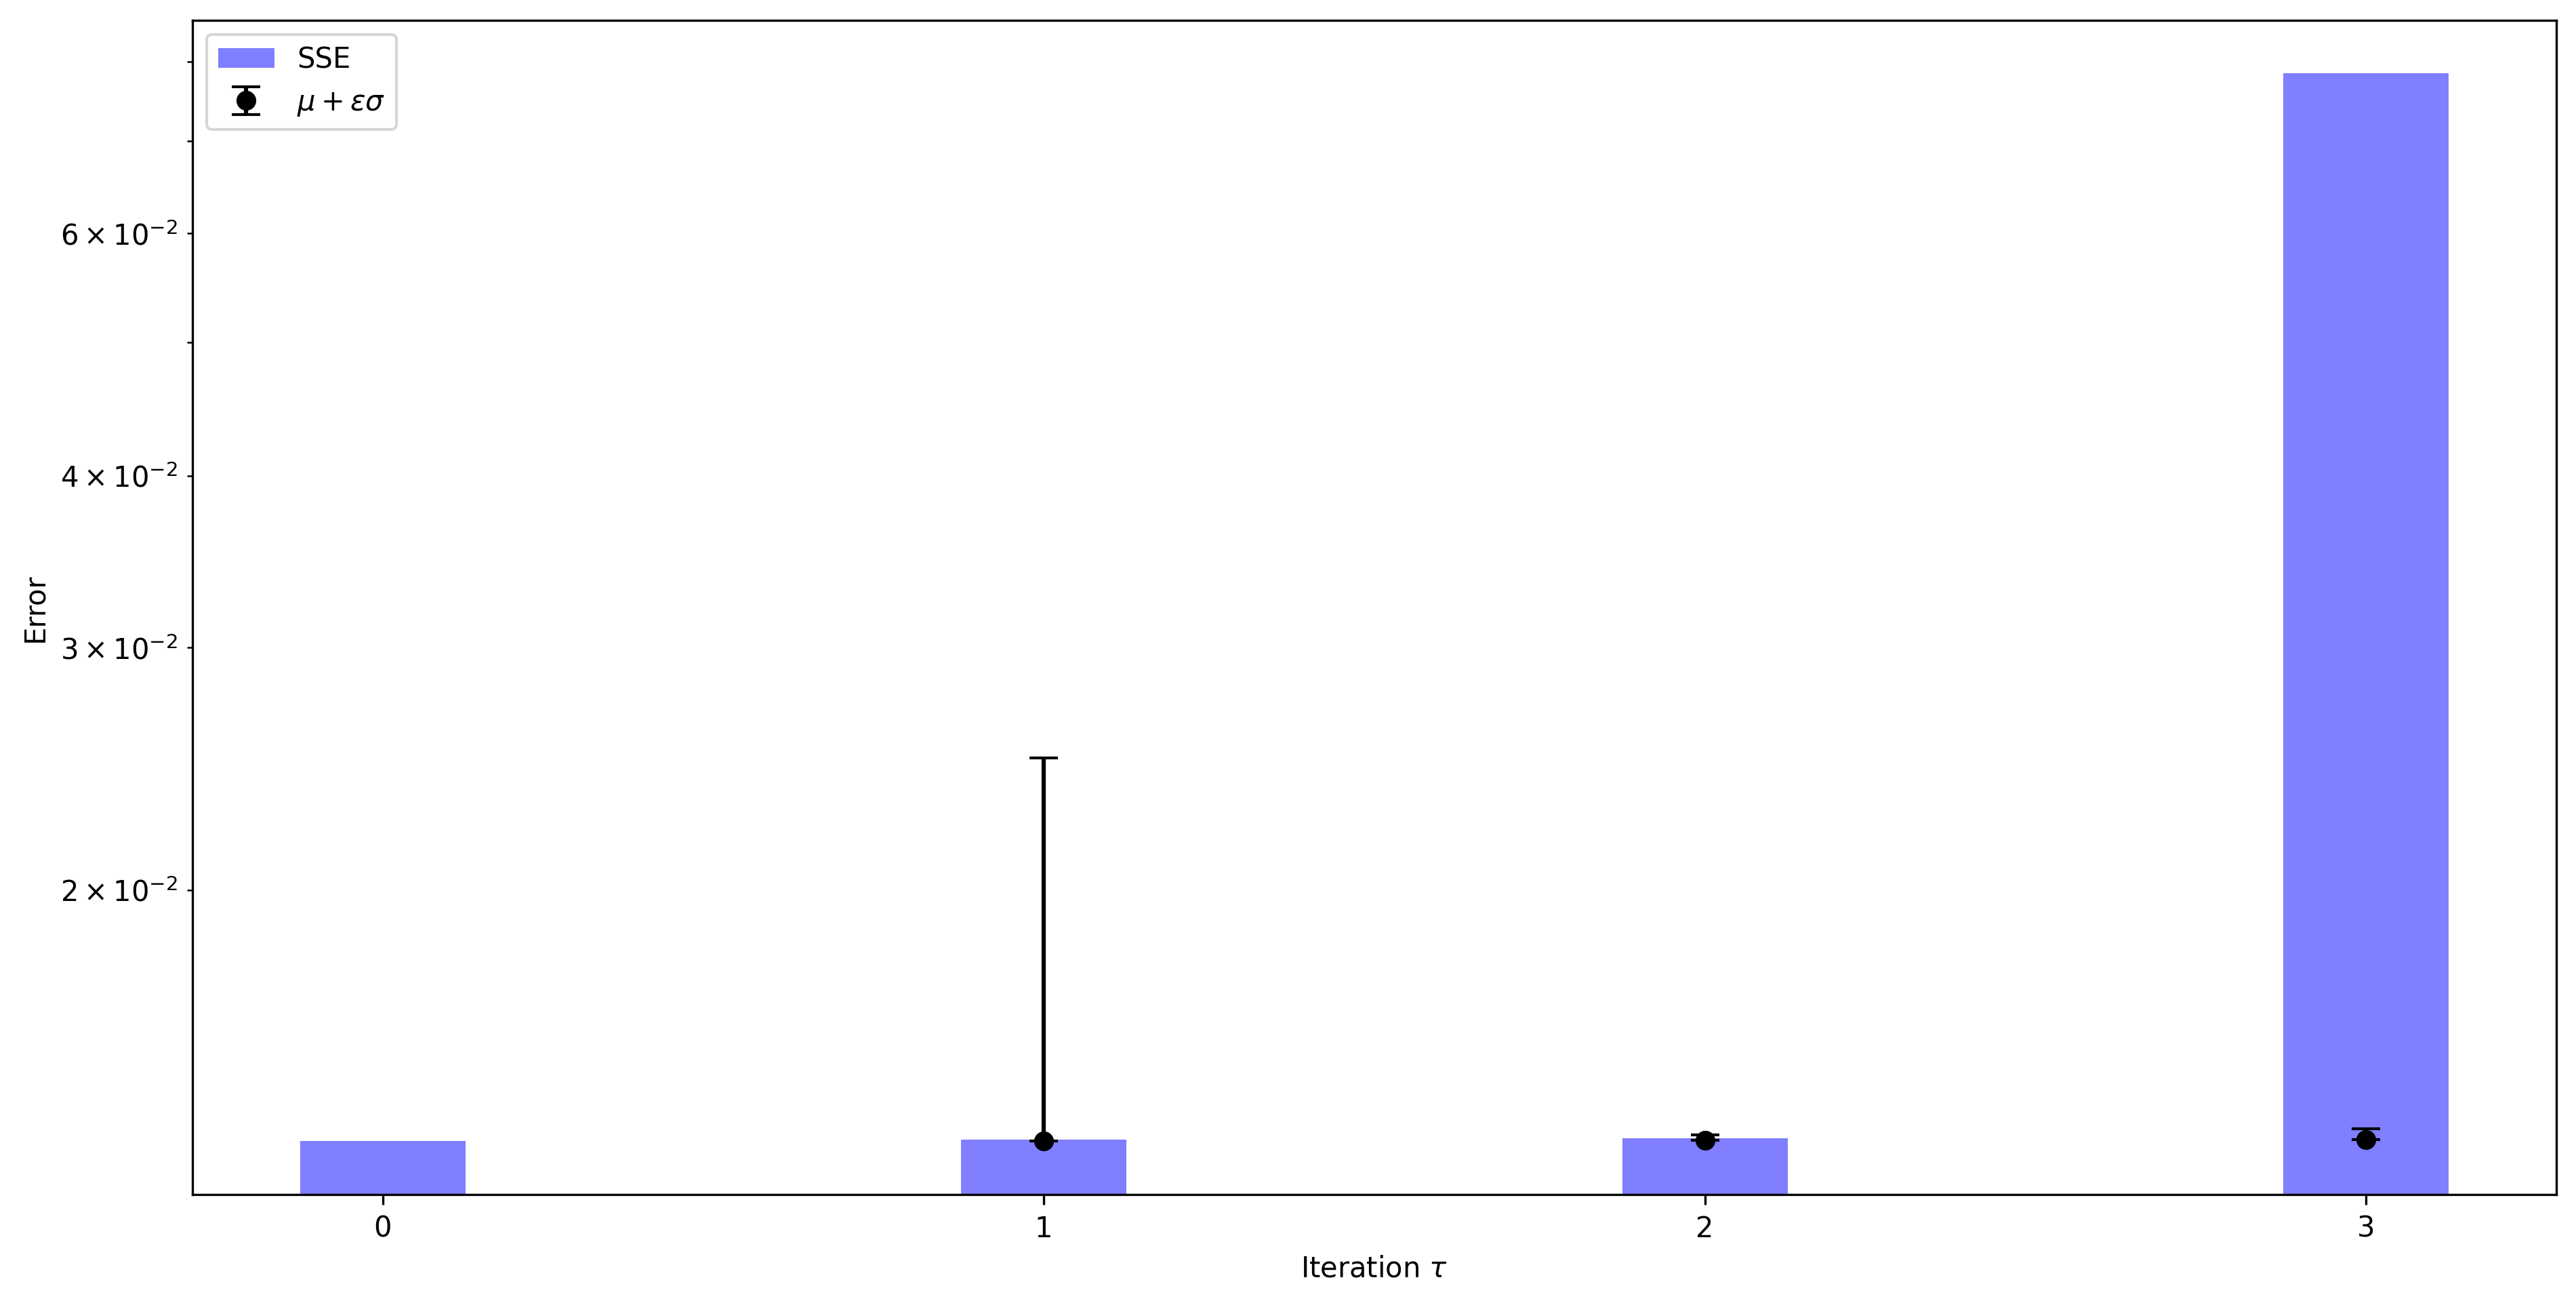 SSE
μ + εσ
6 × 10⁻²
4 × 10⁻²
3 × 10⁻²
2 × 10⁻²
Error
0 1 2 3
Iteration τ